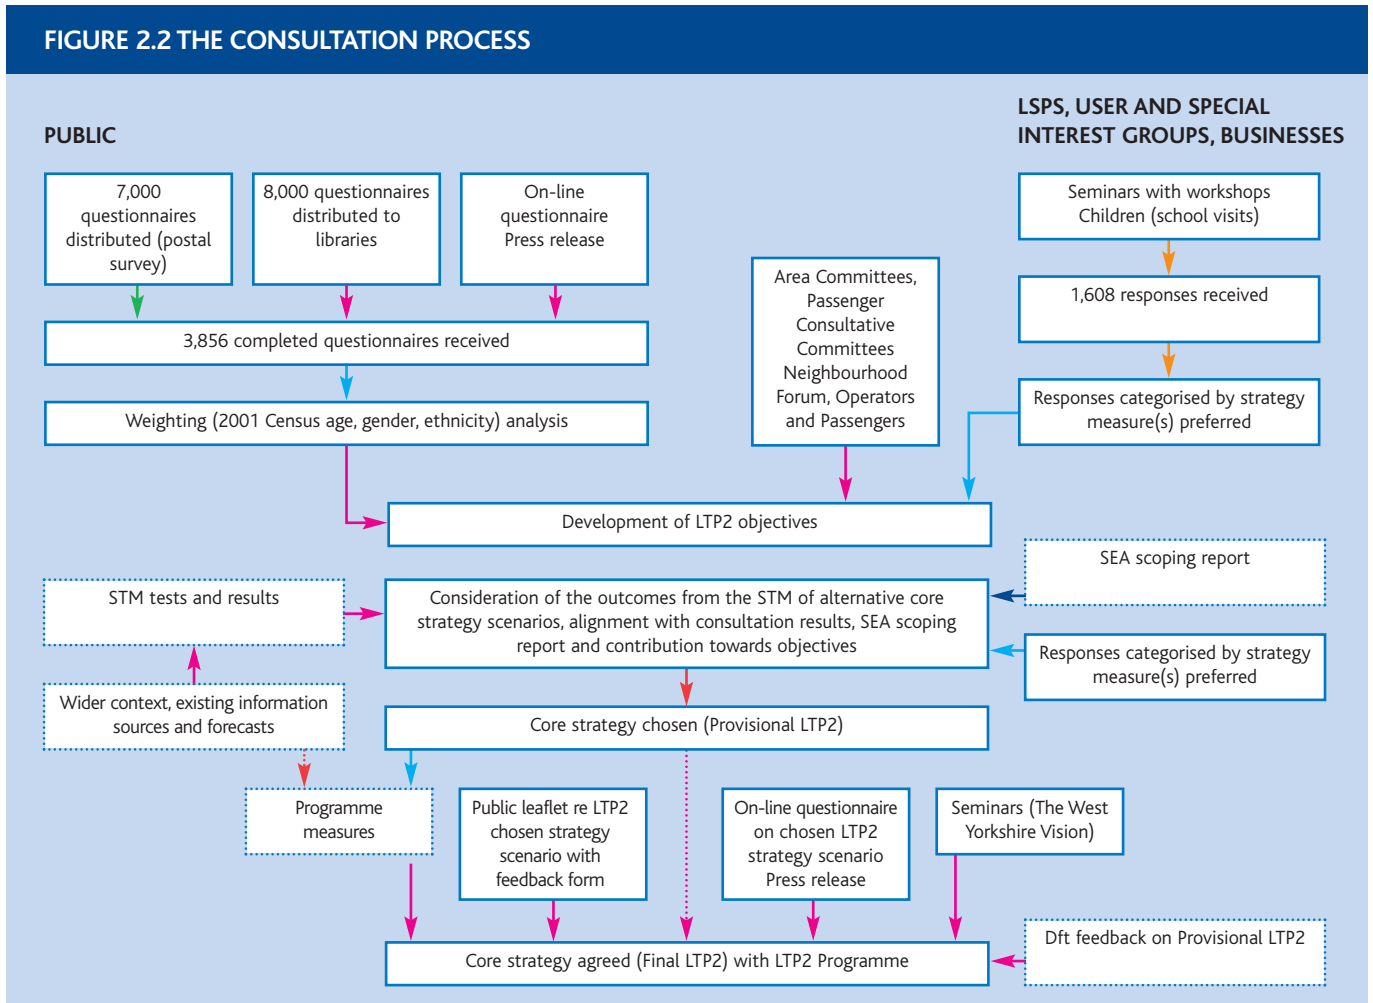 FIGURE 2.2 THE CONSULTATION PROCESS
PUBLIC
LSPS, USER AND SPECIAL
INTEREST GROUPS, BUSINESSES
7,000
questionnaires
distributed (postal
survey)
8,000 questionnaires
distributed to
libraries
On-line
questionnaire
Press release
Seminars with workshops
Children (school visits)
Area Committees,
Passenger
Consultative
Committees
Neighbourhood
Forum, Operators
and Passengers
1,608 responses received
3,856 completed questionnaires received
Responses categorised by strategy
measure(s) preferred
Weighting (2001 Census age, gender, ethnicity) analysis
Development of LTP2 objectives
SEA scoping report
STM tests and results
Consideration of the outcomes from the STM of alternative core
strategy scenarios, alignment with consultation results, SEA scoping
report and contribution towards objectives
Responses categorised by strategy
measure(s) preferred
Wider context, existing information
sources and forecasts
Core strategy chosen (Provisional LTP2)
Programme
measures
Public leaflet re LTP2
chosen strategy
scenario with
feedback form
On-line questionnaire
on chosen LTP2
strategy scenario
Press release
Seminars (The West
Yorkshire Vision)
Dft feedback on Provisional LTP2
Core strategy agreed (Final LTP2) with LTP2 Programme